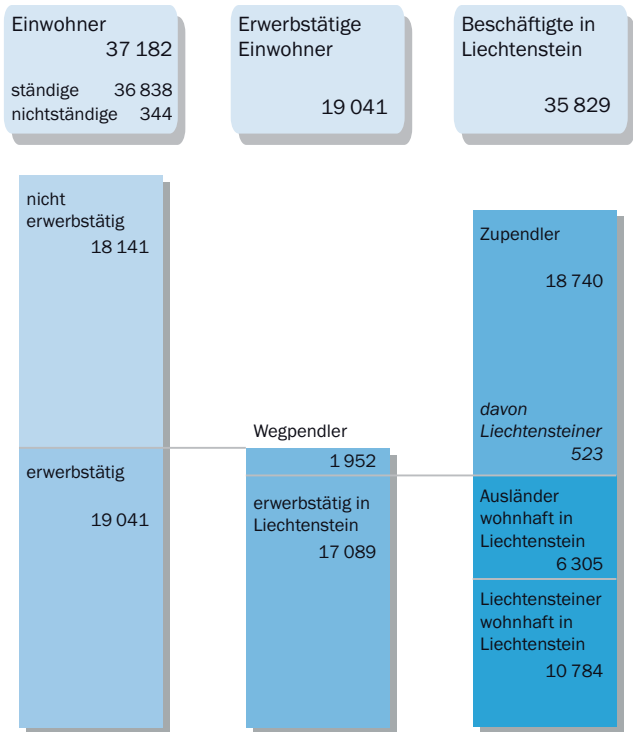 Einwohner
37 182
ständige 36 838
nichtständige 344
Erwerbstätige
Einwohner
19 041
Beschäftigte in
Liechtenstein
35 829
nicht
erwerbstätig
18 141
erwerbstätig
19 041
Wegpendler
1 952
erwerbstätig in
Liechtenstein
17 089
Zupendler
18 740
davon
Liechtensteiner
523
Ausländer
wohnhaft in
Liechtenstein
6 305
Liechtensteiner
wohnhaft in
Liechtenstein
10 784